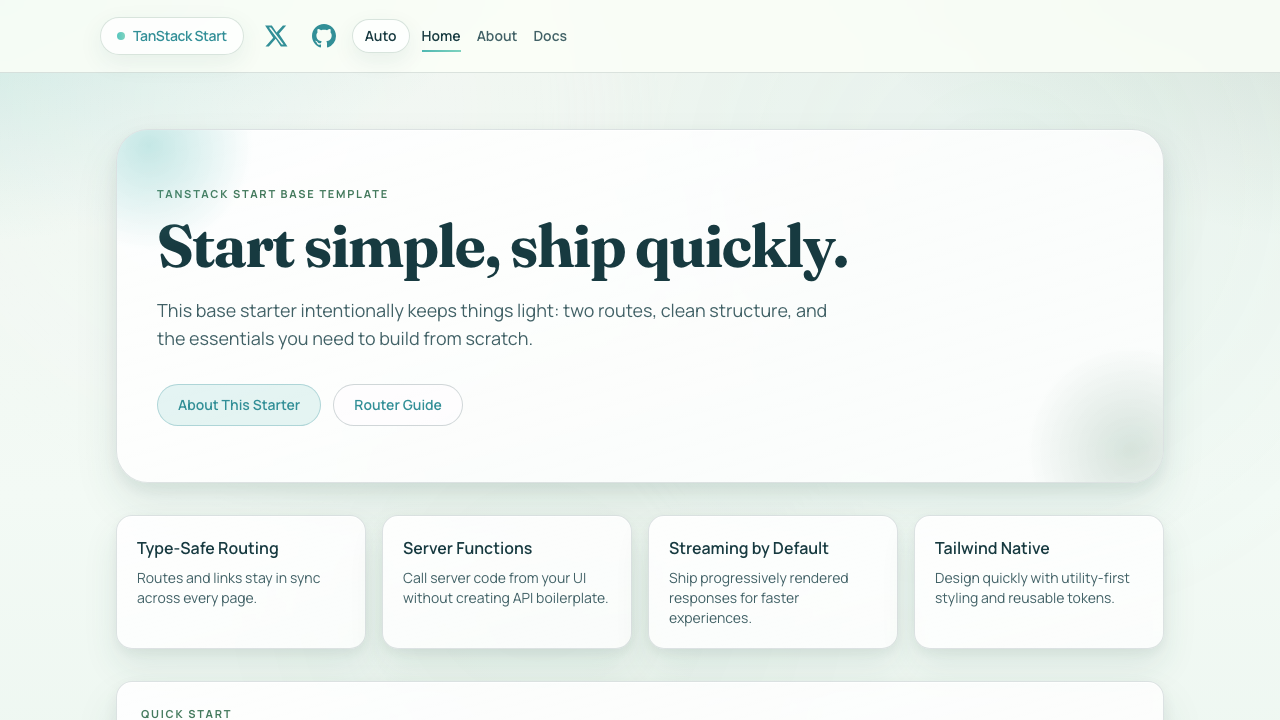 TanStack Start
Auto
Home
About
Docs
TANSTACK START BASE TEMPLATE
Start simple, ship quickly.
This base starter intentionally keeps things light: two routes, clean structure, and
the essentials you need to build from scratch.
About This Starter
Router Guide
Type-Safe Routing
Routes and links stay in sync
across every page.
Server Functions
Call server code from your UI
without creating API boilerplate.
Streaming by Default
Ship progressively rendered
responses for faster
experiences.
Tailwind Native
Design quickly with utility-first
styling and reusable tokens.
QUICK START